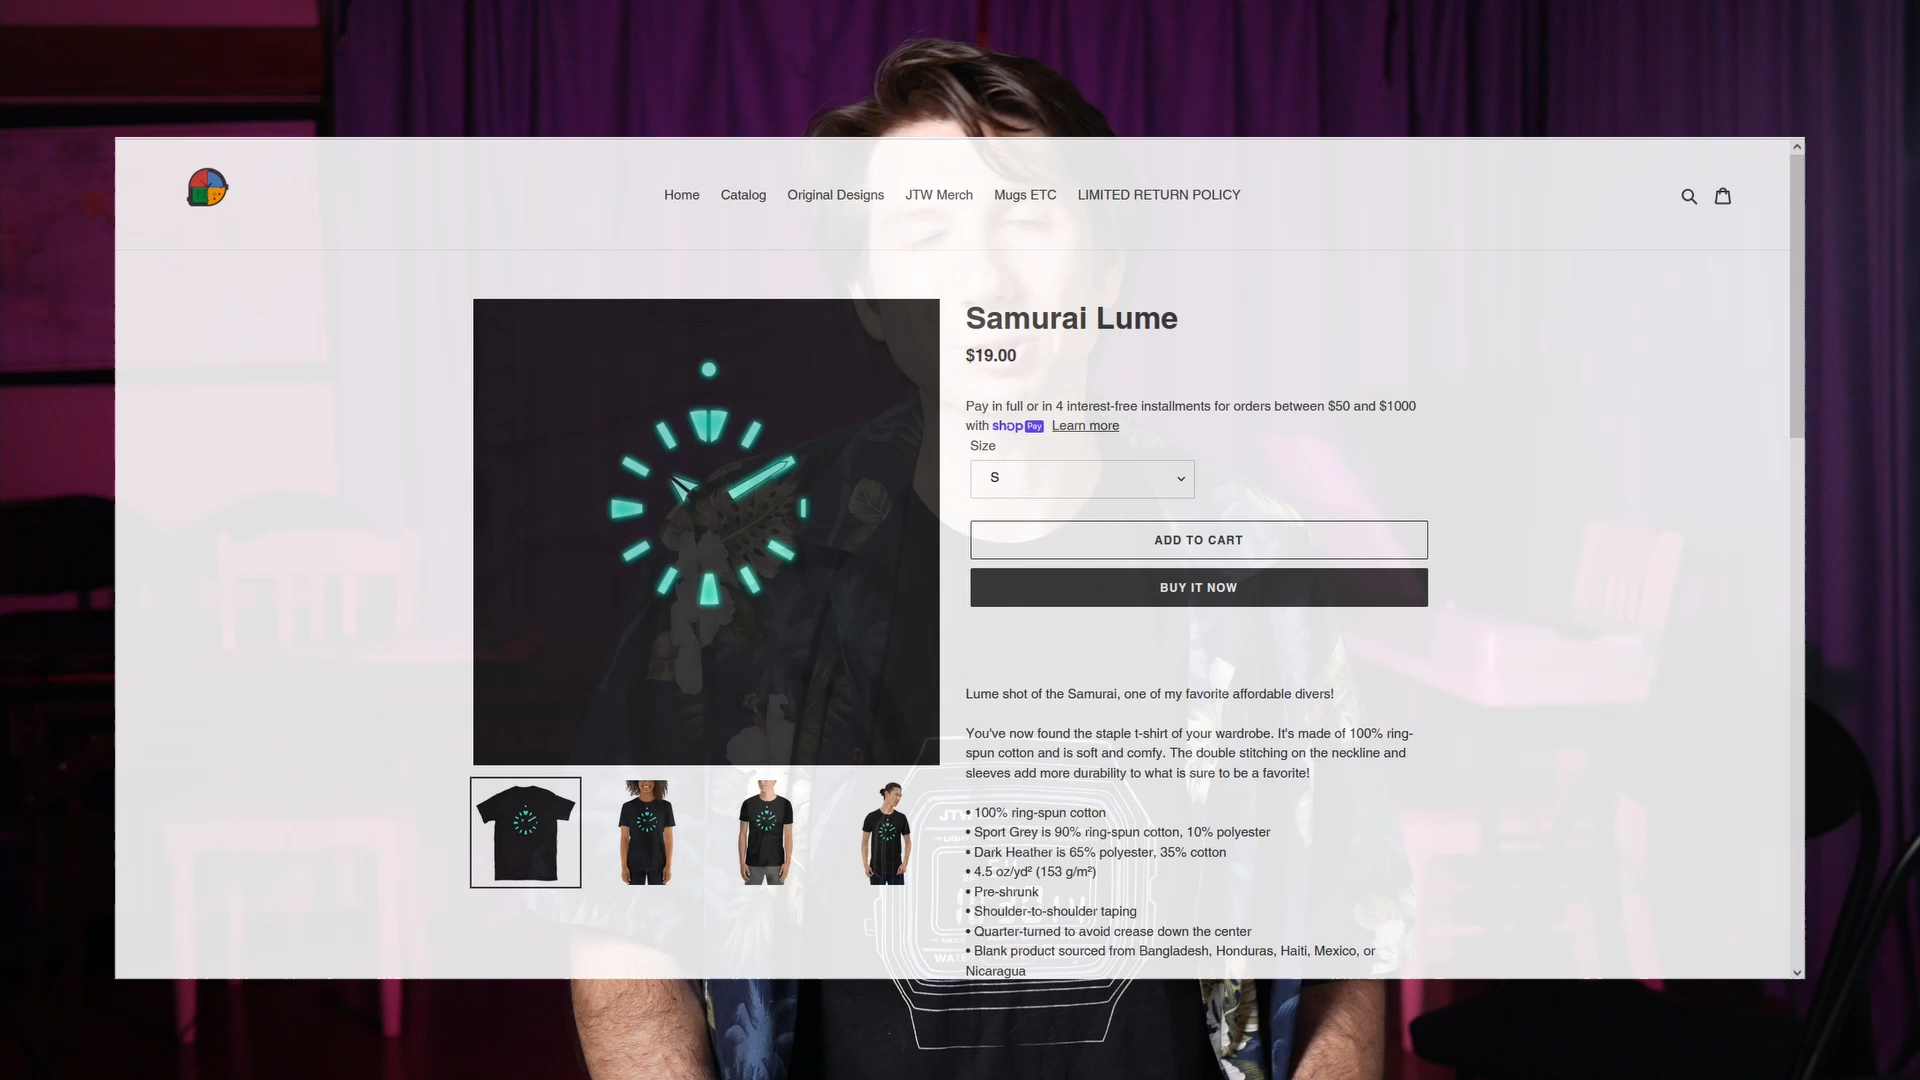 Home Catalog Original Designs JTW Merch Mugs ETC LIMITED RETURN POLICY
Samurai Lume
$19.00
Pay in full or in 4 interest-free installments for orders between $50 and $1000
with shop Pay Learn more
Size
S
ADD TO CART
BUY IT NOW
Lume shot of the Samurai, one of my favorite affordable divers!
You've now found the staple t-shirt of your wardrobe. It's made of 100% ring-
spun cotton and is soft and comfy. The double stitching on the neckline and
sleeves add more durability to what is sure to be a favorite!
• 100% ring-spun cotton
• Sport Grey is 90% ring-spun cotton, 10% polyester
• Dark Heather is 65% polyester, 35% cotton
• 4.5 oz/yd² (153 g/m²)
• Pre-shrunk
• Shoulder-to-shoulder taping
• Quarter-turned to avoid crease down the center
• Blank product sourced from Bangladesh, Honduras, Haiti, Mexico, or
Nicaragua
JTW